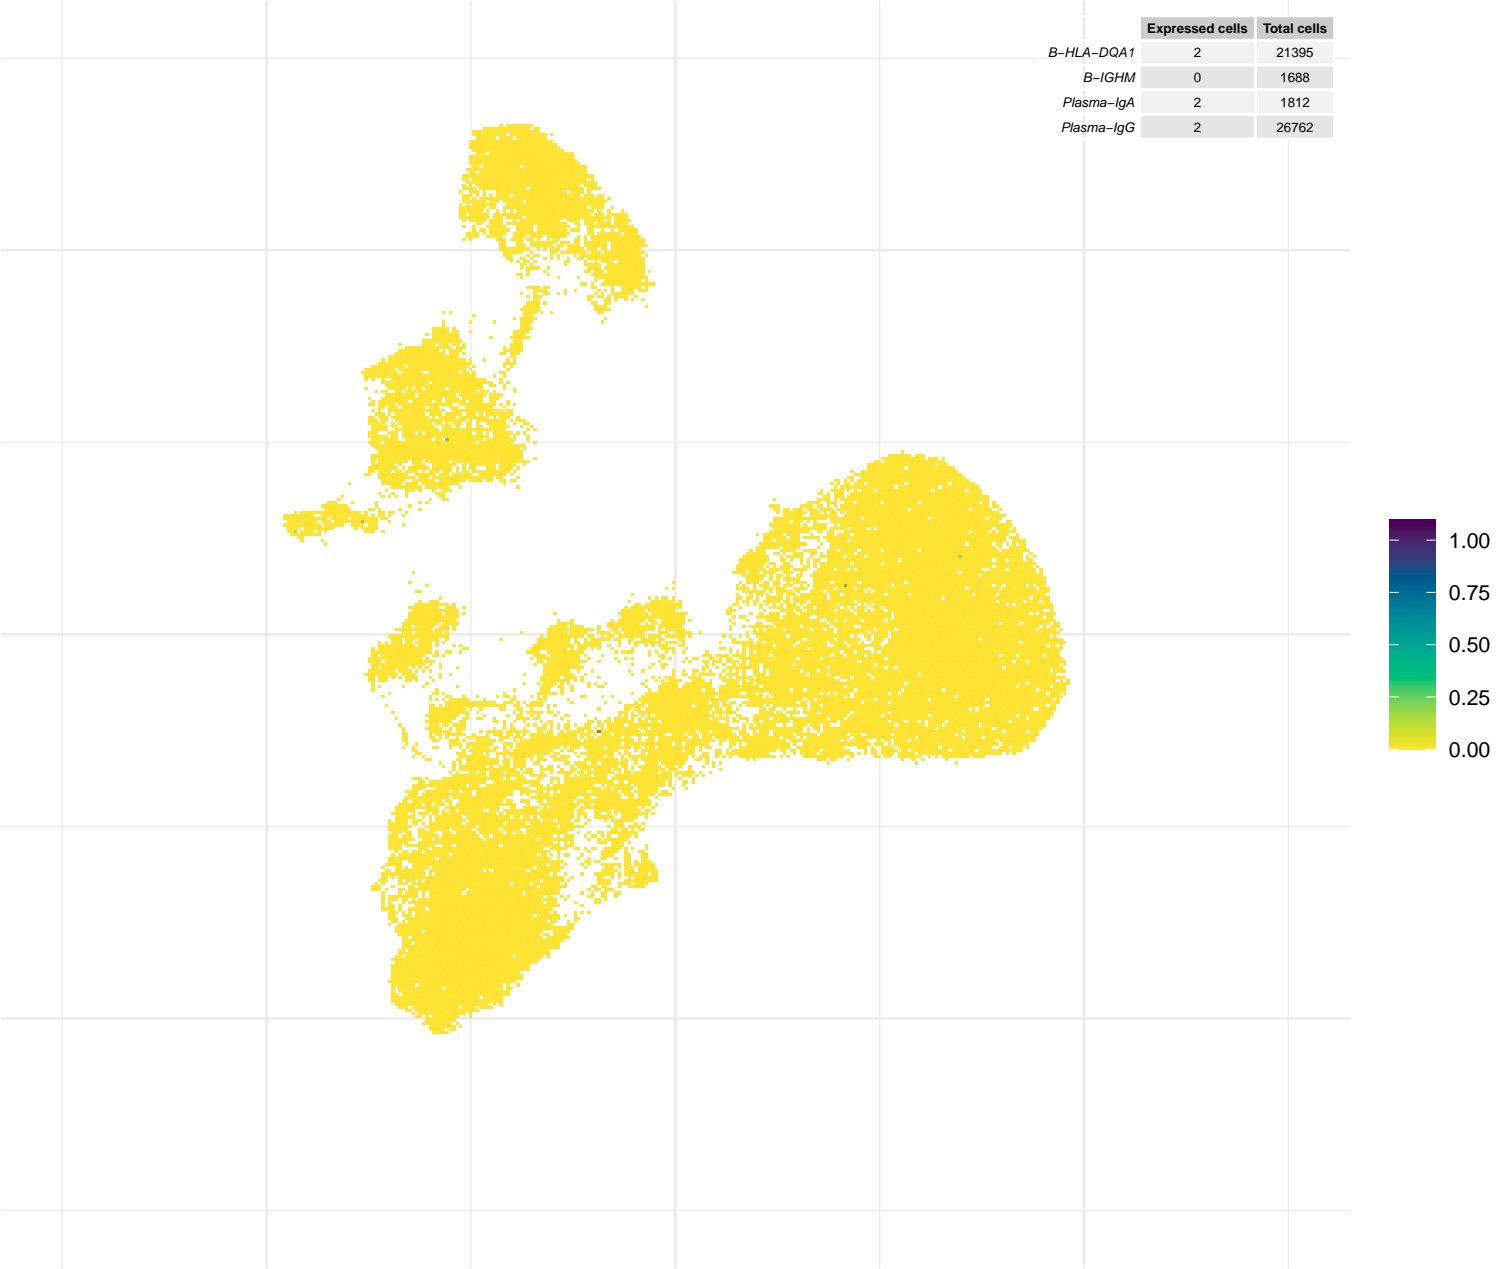 Expressed cells Total cells
B−HLA−DQA1 2 21395
B−IGHM 0 1688
Plasma−IgA 2 1812
Plasma−IgG 2 26762
1.00
0.75
0.50
0.25
0.00